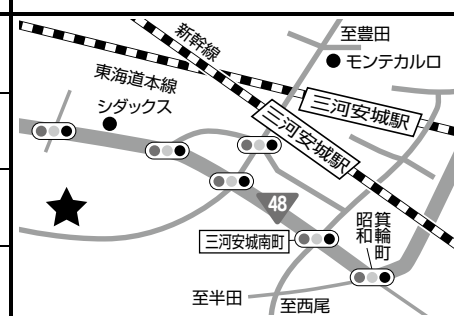 新幹線
至豊田
モンテカルロ
東海道本線
シダックス
三河安城駅
三河安城駅
48
三河安城南町
箕輪町
昭和
至半田
至西尾